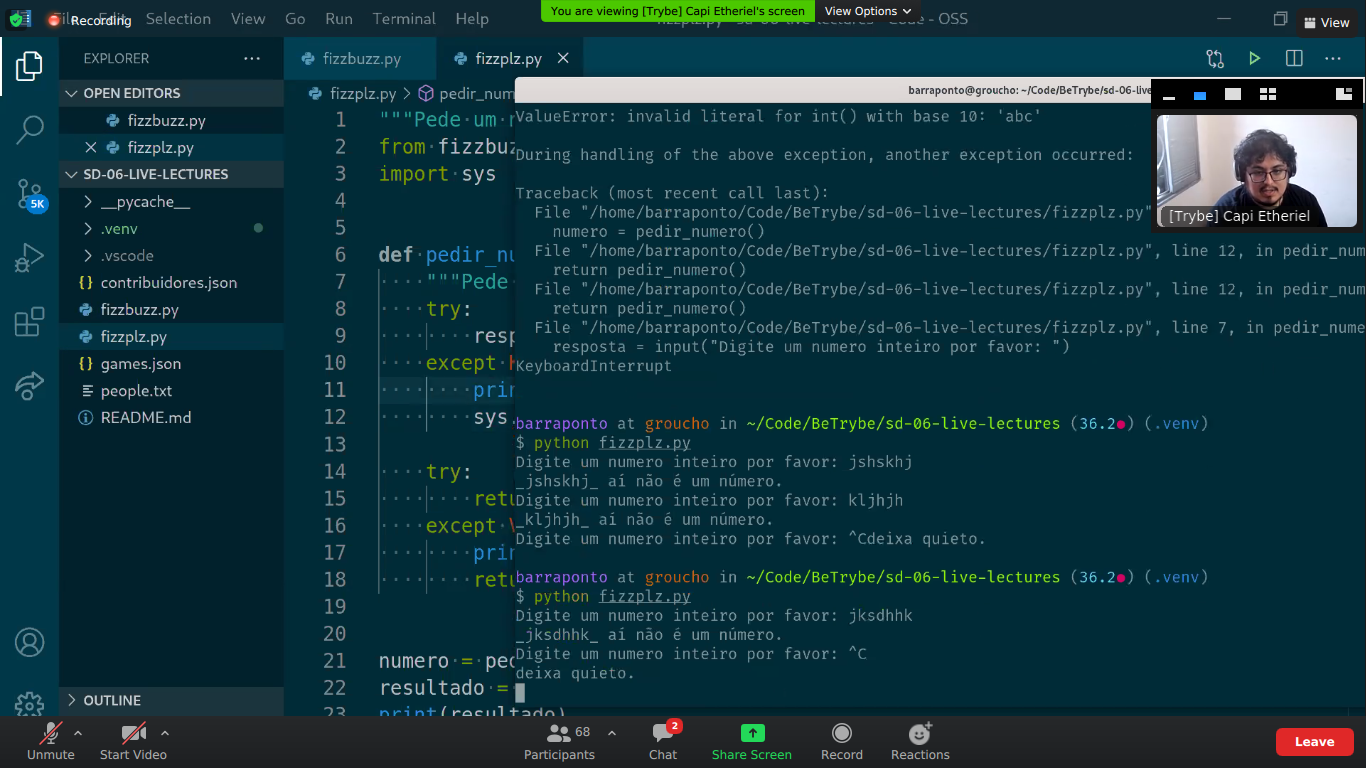 Recording
File Edit Selection View Go Run Terminal Help
You are viewing [Trybe] Capi Etheriel's screen
View Options
Code - OSS
View
EXPLORER
fizzbuzz.py
fizzplz.py
OPEN EDITORS
fizzbuzz.py
fizzplz.py
SD-06-LIVE-LECTURES
__pycache__
.venv
.vscode
contribuidores.json
fizzbuzz.py
fizzplz.py
games.json
people.txt
README.md
OUTLINE
5K
fizzplz.py > pedir_num
1 """Pede um
2 from fizzbuz
3 import sys
4
5
6 def pedir_nu
7 """Pede
8 try:
9 resp
10 except
11 prin
12 sys
13
14 try:
15 retu
16 except
17 prin
18 retu
19
20
21 numero = ped
22 resultado =
23 print(resultado)
barraponto@groucho: ~/Code/BeTrybe/sd-06-live-lec
ValueError: invalid literal for int() with base 10: 'abc'
During handling of the above exception, another exception occurred:
Traceback (most recent call last):
File "/home/barraponto/Code/BeTrybe/sd-06-live-lectures/fizzplz.py"
numero = pedir_numero()
File "/home/barraponto/Code/BeTrybe/sd-06-live-lectures/fizzplz.py", line 12, in pedir_num
return pedir_numero()
File "/home/barraponto/Code/BeTrybe/sd-06-live-lectures/fizzplz.py", line 12, in pedir_num
return pedir_numero()
File "/home/barraponto/Code/BeTrybe/sd-06-live-lectures/fizzplz.py", line 7, in pedir_nume
resposta = input("Digite um numero inteiro por favor: ")
KeyboardInterrupt
barraponto at groucho in ~/Code/BeTrybe/sd-06-live-lectures (36.2●) (.venv)
$ python fizzplz.py
Digite um numero inteiro por favor: jshskhj
_jshskhj_ aí não é um número.
Digite um numero inteiro por favor: kljhjh
_kljhjh_ aí não é um número.
Digite um numero inteiro por favor: ^Cdeixa quieto.
barraponto at groucho in ~/Code/BeTrybe/sd-06-live-lectures (36.2●) (.venv)
$ python fizzplz.py
Digite um numero inteiro por favor: jksdhhk
_jksdhhk_ aí não é um número.
Digite um numero inteiro por favor: ^C
deixa quieto.
[Trybe] Capi Etheriel
Unmute
Start Video
Participants
68
Chat
2
Share Screen
Record
Reactions
Leave